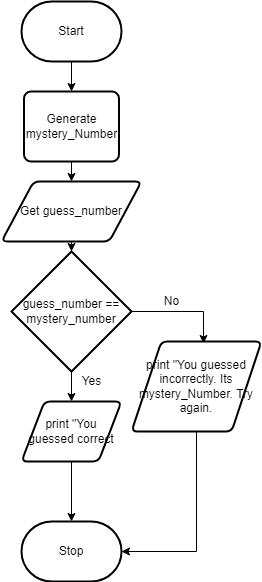 Start
Generate
mystery_Number
Get guess_number
guess_number ==
mystery_number
No
Yes
print "You guessed
incorrectly. Its
mystery_Number. Try
again.
print "You
guessed correct
Stop